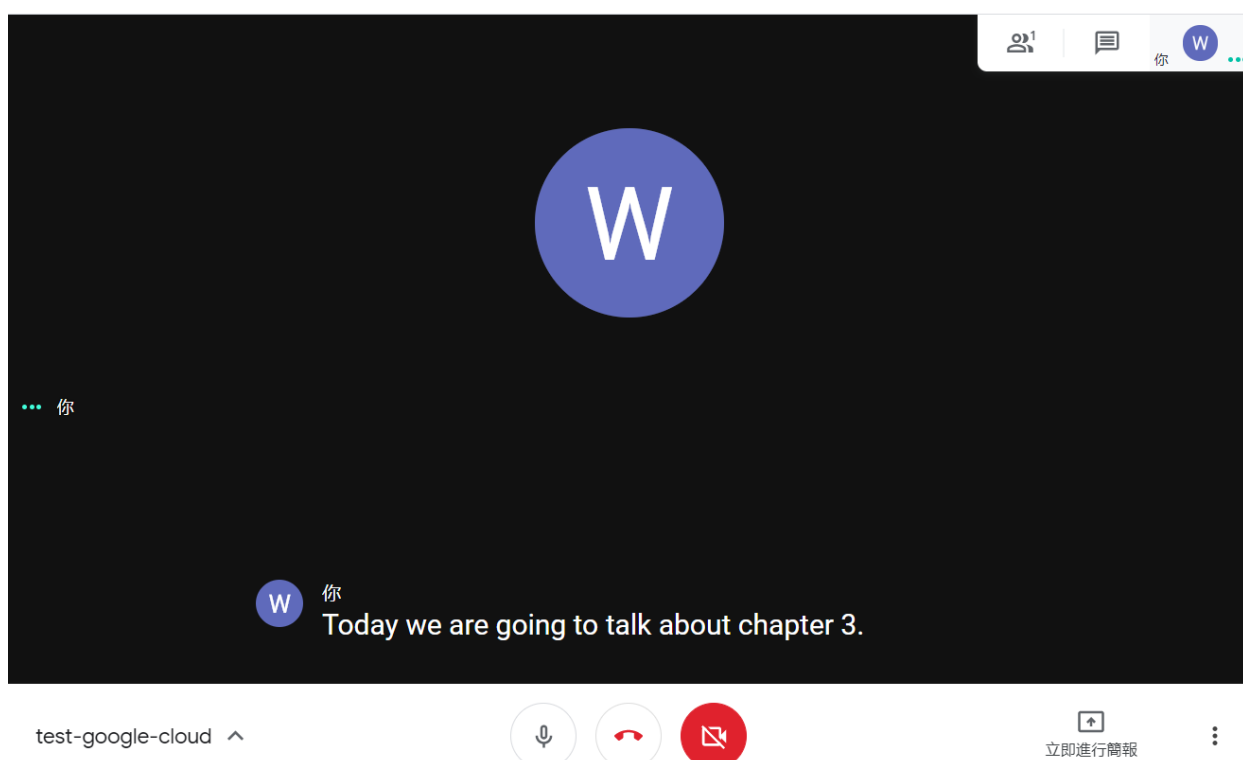 1
你
W
W
你
W
你
Today we are going to talk about chapter 3.
test-google-cloud
立即進行簡報